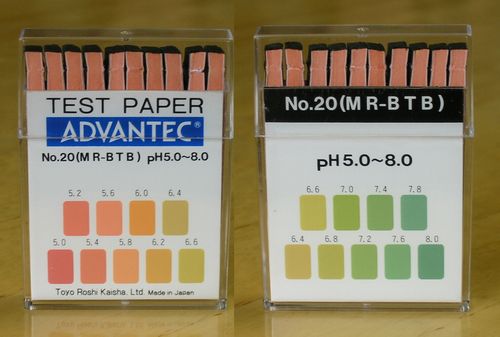 TEST PAPER
ADVANTEC®
No.20(MR-BTB) pH5.0~8.0
5.2 5.6 6.0 6.4
5.0 5.4 5.8 6.2 6.6
Toyo Roshi Kaisha, Ltd. Made in Japan
No.20(MR-BTB)
pH5.0~8.0
6.6 7.0 7.4 7.8
6.4 6.8 7.2 7.6 8.0